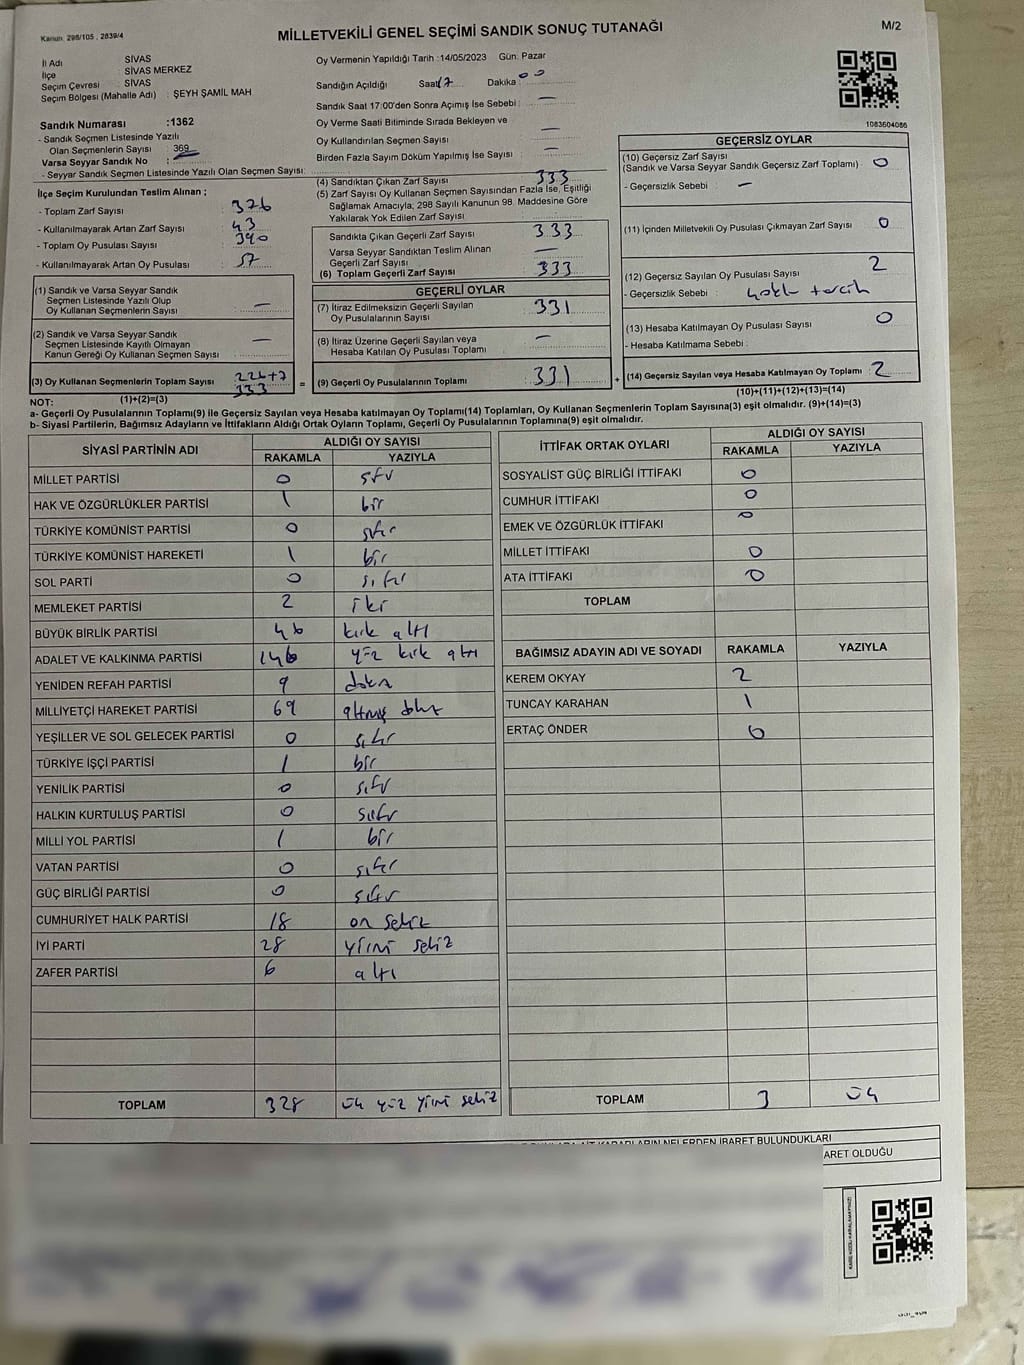 Kanun: 298/105 , 2839/4
MİLLETVEKİLİ GENEL SEÇİMİ SANDIK SONUÇ TUTANAĞI
M/2
İl Adı SİVAS
İlçe SİVAS MERKEZ
Seçim Çevresi : SİVAS
Seçim Bölgesi (Mahalle Adı) : ŞEYH ŞAMİL MAH
Sandık Numarası :1362
- Sandık Seçmen Listesinde Yazılı
Olan Seçmenlerin Sayısı : 369
Varsa Seyyar Sandık No :
- Seyyar Sandık Seçmen Listesinde Yazılı Olan Seçmen Sayısı:
İlçe Seçim Kurulundan Teslim Alınan ;
- Toplam Zarf Sayısı 376
- Kullanılmayarak Artan Zarf Sayısı 43
- Toplam Oy Pusulası Sayısı 390
- Kullanılmayarak Artan Oy Pusulası 57
(1) Sandık ve Varsa Seyyar Sandık
Seçmen Listesinde Yazılı Olup
Oy Kullanan Seçmenlerin Sayısı —
(2) Sandık ve Varsa Seyyar Sandık
Seçmen Listesinde Kayıtlı Olmayan
Kanun Gereği Oy Kullanan Seçmen Sayısı —
(3) Oy Kullanan Seçmenlerin Toplam Sayısı 333 =
(1)+(2)=(3)
Oy Vermenin Yapıldığı Tarih :14/05/2023 Gün: Pazar
Sandığın Açıldığı Saat:17 Dakika : 00
Sandık Saat 17:00'den Sonra Açımış İse Sebebi : —
Oy Verme Saati Bitiminde Sırada Bekleyen ve
Oy Kullandırılan Seçmen Sayısı —
Birden Fazla Sayım Döküm Yapılmış İse Sayısı —
(4) Sandıktan Çıkan Zarf Sayısı 333
(5) Zarf Sayısı Oy Kullanan Seçmen Sayısından Fazla İse, Eşitliği
Sağlamak Amacıyla, 298 Sayılı Kanunun 98. Maddesine Göre
Yakılarak Yok Edilen Zarf Sayısı
Sandıkta Çıkan Geçerli Zarf Sayısı 333
Varsa Seyyar Sandıktan Teslim Alınan
Geçerli Zarf Sayısı —
(6) Toplam Geçerli Zarf Sayısı 333
GEÇERLİ OYLAR
(7) İtiraz Edilmeksizin Geçerli Sayılan
Oy Pusulalarının Sayısı 331
(8) İtiraz Üzerine Geçerli Sayılan veya
Hesaba Katılan Oy Pusulası Toplamı —
(9) Geçerli Oy Pusulalarının Toplamı 331 +
1083604086
GEÇERSİZ OYLAR
(10) Geçersiz Zarf Sayısı
(Sandık ve Varsa Seyyar Sandık Geçersiz Zarf Toplamı) 0
- Geçersizlik Sebebi : —
(11) İçinden Milletvekili Oy Pusulası Çıkmayan Zarf Sayısı 0
(12) Geçersiz Sayılan Oy Pusulası Sayısı 2
- Geçersizlik Sebebi : çoklu tercih
(13) Hesaba Katılmayan Oy Pusulası Sayısı 0
- Hesaba Katılmama Sebebi :
(14) Geçersiz Sayılan veya Hesaba Katılmayan Oy Toplamı 2
(10)+(11)+(12)+(13)=(14)
NOT:
a- Geçerli Oy Pusulasının Toplamı(9) İle Geçersiz Sayılan veya Hesaba katılmayan Oy Toplamı(14) Toplamları, Oy Kullanan Seçmenlerin Toplam Sayısına(3) eşit olmalıdır. (9)+(14)=(3)
b- Siyasi Partilerin, Bağımsız Adayların ve İttifakların Aldığı Ortak Oyların Toplamı, Geçerli Oy Pusulalarının Toplamına(9) eşit olmalıdır.
SİYASİ PARTİNİN ADI ALDIĞI OY SAYISI
RAKAMLA YAZIYLA
MİLLET PARTİSİ 0 sıfır
HAK VE ÖZGÜRLÜKLER PARTİSİ 1 bir
TÜRKİYE KOMÜNİST PARTİSİ 0 sıfır
TÜRKİYE KOMÜNİST HAREKETİ 1 bir
SOL PARTİ 0 sıfır
MEMLEKET PARTİSİ 2 iki
BÜYÜK BİRLİK PARTİSİ 46 kırk altı
ADALET VE KALKINMA PARTİSİ 146 yüz kırk altı
YENİDEN REFAH PARTİSİ 9 dokuz
MİLLİYETÇİ HAREKET PARTİSİ 69 altmış dokuz
YEŞİLLER VE SOL GELECEK PARTİSİ 0 sıfır
TÜRKİYE İŞÇİ PARTİSİ 1 bir
YENİLİK PARTİSİ 0 sıfır
HALKIN KURTULUŞ PARTİSİ 0 sıfır
MİLLİ YOL PARTİSİ 1 bir
VATAN PARTİSİ 0 sıfır
GÜÇ BİRLİĞİ PARTİSİ 0 sıfır
CUMHURİYET HALK PARTİSİ 18 on sekiz
İYİ PARTİ 28 yirmi sekiz
ZAFER PARTİSİ 6 altı
TOPLAM 328 üç yüz yirmi sekiz
İTTİFAK ORTAK OYLARI ALDIĞI OY SAYISI
RAKAMLA YAZIYLA
SOSYALİST GÜÇ BİRLİĞİ İTTİFAKI 0
CUMHUR İTTİFAKI 0
EMEK VE ÖZGÜRLÜK İTTİFAKI 0
MİLLET İTTİFAKI 0
ATA İTTİFAKI 0
TOPLAM
BAĞIMSIZ ADAYIN ADI VE SOYADI RAKAMLA YAZIYLA
KEREM OKYAY 2
TUNCAY KARAHAN 1
ERTAÇ ÖNDER 0
TOPLAM 3 üç
NELERDEN İBARET BULUNDUKLARI
ARET OLDUĞU